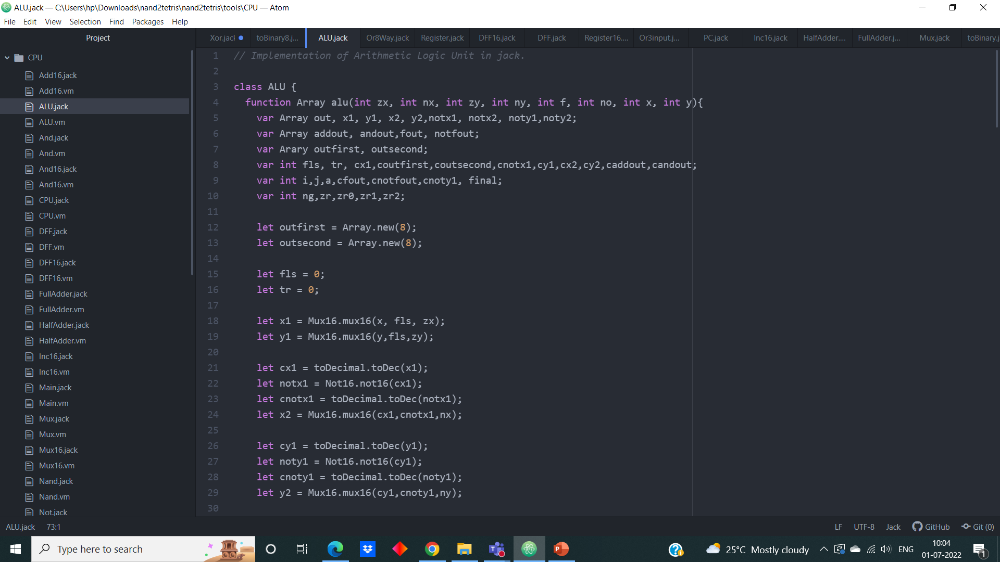 ALU.jack — C:\Users\hp\Downloads\nand2tetris\nand2tetris\tools\CPU — Atom
File Edit View Selection Find Packages Help
Project
Xor.jacl toBinary8.j... ALU.jack Or8Way.jack Register.jack DFF16.jack DFF.jack Register16.... Or3input.j... PC.jack Inc16.jack HalfAdder.... FullAdder.j... Mux.jack toBinary.j
CPU
Add16.jack
Add16.vm
ALU.jack
ALU.vm
And.jack
And.vm
And16.jack
And16.vm
CPU.jack
CPU.vm
DFF.jack
DFF.vm
DFF16.jack
DFF16.vm
FullAdder.jack
FullAdder.vm
HalfAdder.jack
HalfAdder.vm
Inc16.jack
Inc16.vm
Main.jack
Main.vm
Mux.jack
Mux.vm
Mux16.jack
Mux16.vm
Nand.jack
Nand.vm
Not.jack
1 // Implementation of Arithmetic Logic Unit in jack.
2
3 class ALU {
4 function Array alu(int zx, int nx, int zy, int ny, int f, int no, int x, int y){
5 var Array out, x1, y1, x2, y2,notx1, notx2, noty1,noty2;
6 var Array addout, andout,fout, notfout;
7 var Arary outfirst, outsecond;
8 var int fls, tr, cx1,coutfirst,coutsecond,cnotx1,cy1,cx2,cy2,caddout,candout;
9 var int i,j,a,cfout,cnotfout,cnoty1, final;
10 var int ng,zr,zr0,zr1,zr2;
11
12 let outfirst = Array.new(8);
13 let outsecond = Array.new(8);
14
15 let fls = 0;
16 let tr = 0;
17
18 let x1 = Mux16.mux16(x, fls, zx);
19 let y1 = Mux16.mux16(y,fls,zy);
20
21 let cx1 = toDecimal.toDec(x1);
22 let notx1 = Not16.not16(cx1);
23 let cnotx1 = toDecimal.toDec(notx1);
24 let x2 = Mux16.mux16(cx1,cnotx1,nx);
25
26 let cy1 = toDecimal.toDec(y1);
27 let noty1 = Not16.not16(cy1);
28 let cnoty1 = toDecimal.toDec(noty1);
29 let y2 = Mux16.mux16(cy1,cnoty1,ny);
30
ALU.jack 73:1 LF UTF-8 Jack GitHub Git (0)
Type here to search
25°C Mostly cloudy ENG
10:04
01-07-2022
1